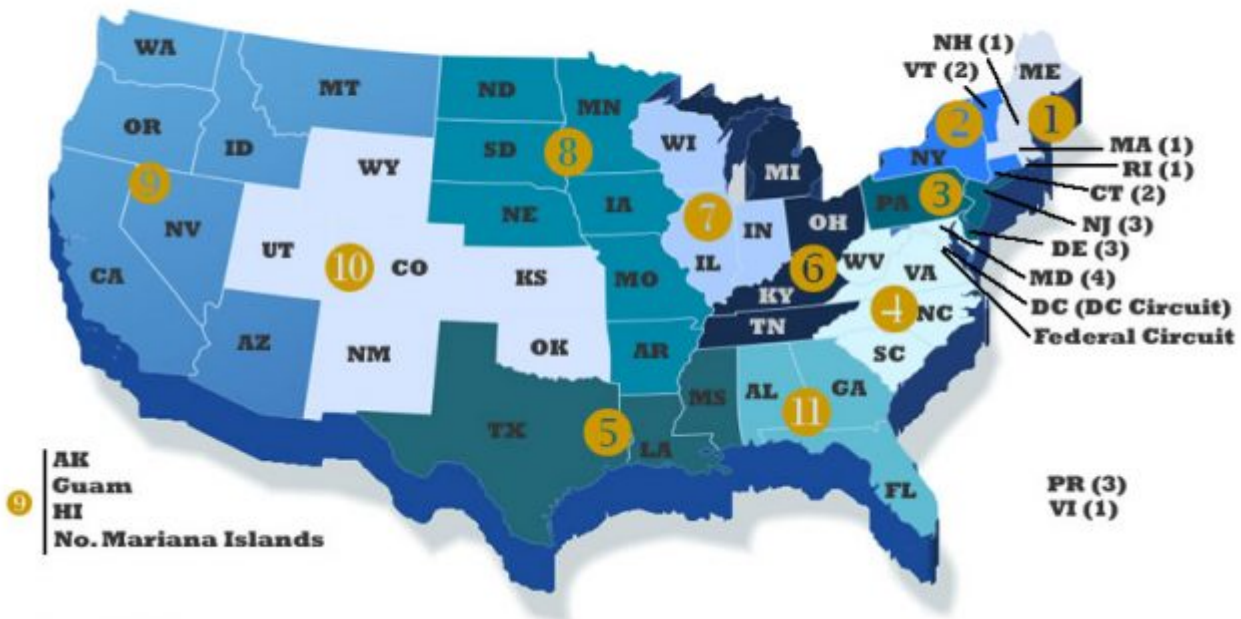 WA
MT
ND
MN
OR
ID
SD
8
WI
MI
NH (1)
VT (2)
ME
2
1
NY
MA (1)
RI (1)
CT (2)
NJ (3)
DE (3)
MD (4)
DC (DC Circuit)
Federal Circuit
9
NV
CA
WY
NE
IA
7
IL
IN
OH
PA
3
UT
10
CO
KS
MO
6
WV
VA
KY
4
NC
TN
SC
AZ
NM
OK
AR
TX
5
LA
MS
AL
GA
11
FL
9
AK
Guam
HI
No. Mariana Islands
PR (3)
VI (1)